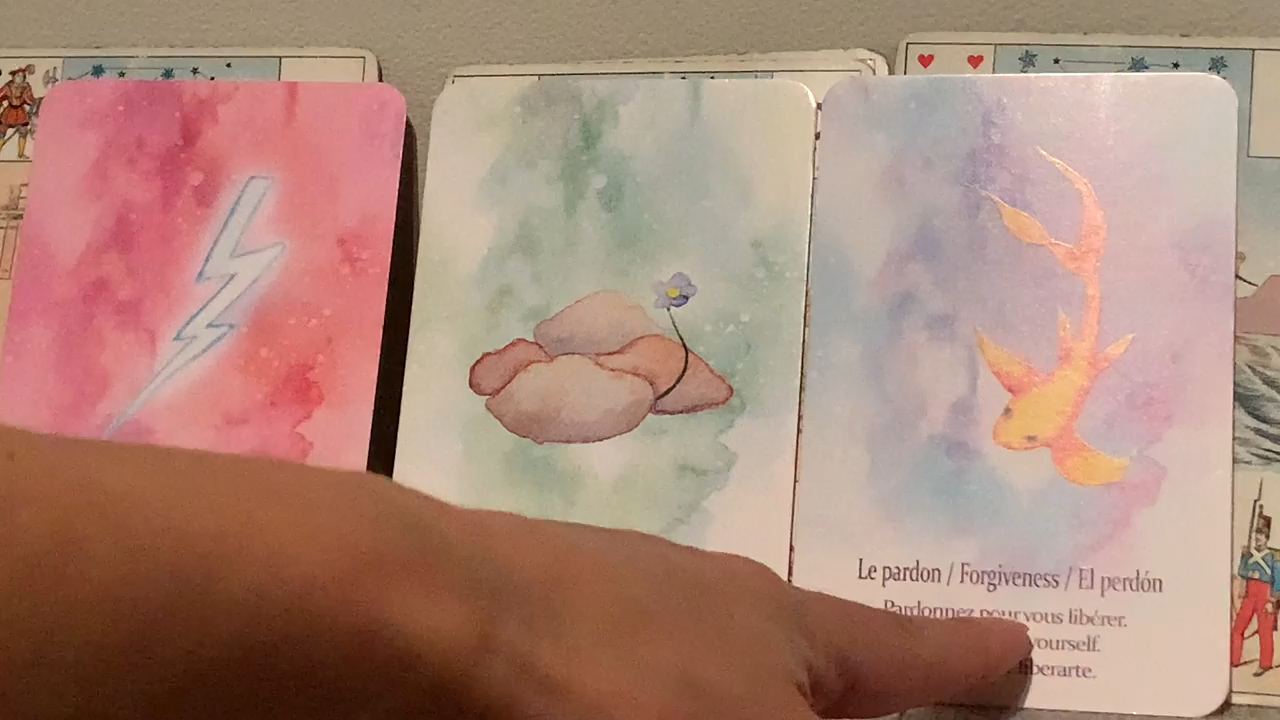 Le pardon / Forgiveness / El perdón
Pardonnez pour vous libérer.
yourself.
liberarte.